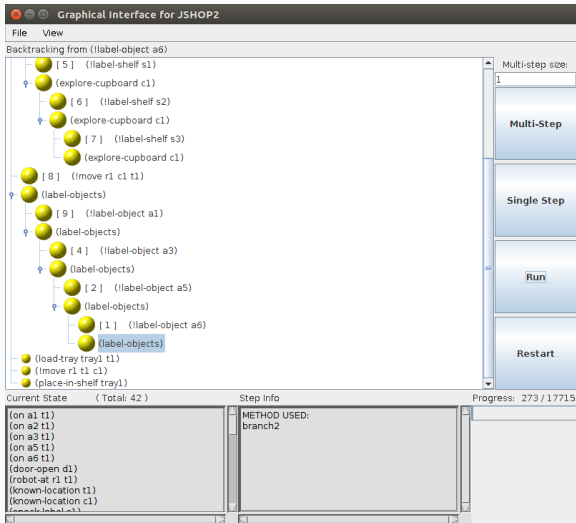 Graphical Interface for JSHOP2
File View
Backtracking from (!label-object a6)
[ 5 ] (!label-shelf s1)
(explore-cupboard c1)
[ 6 ] (!label-shelf s2)
(explore-cupboard c1)
[ 7 ] (!label-shelf s3)
(explore-cupboard c1)
[ 8 ] (!move r1 c1 t1)
(label-objects)
[ 9 ] (!label-object a1)
(label-objects)
[ 4 ] (!label-object a3)
(label-objects)
[ 2 ] (!label-object a5)
(label-objects)
[ 1 ] (!label-object a6)
(label-objects)
(load-tray tray1 t1)
(!move r1 t1 c1)
(place-in-shelf tray1)
Multi-step size:
1
Multi-Step
Single Step
Run
Restart
Current State ( Total: 42 )
(on a1 t1)
(on a2 t1)
(on a3 t1)
(on a5 t1)
(on a6 t1)
(door-open d1)
(robot-at r1 t1)
(known-location t1)
(known-location c1)
Step Info
METHOD USED:
branch2
Progress: 273 / 17715